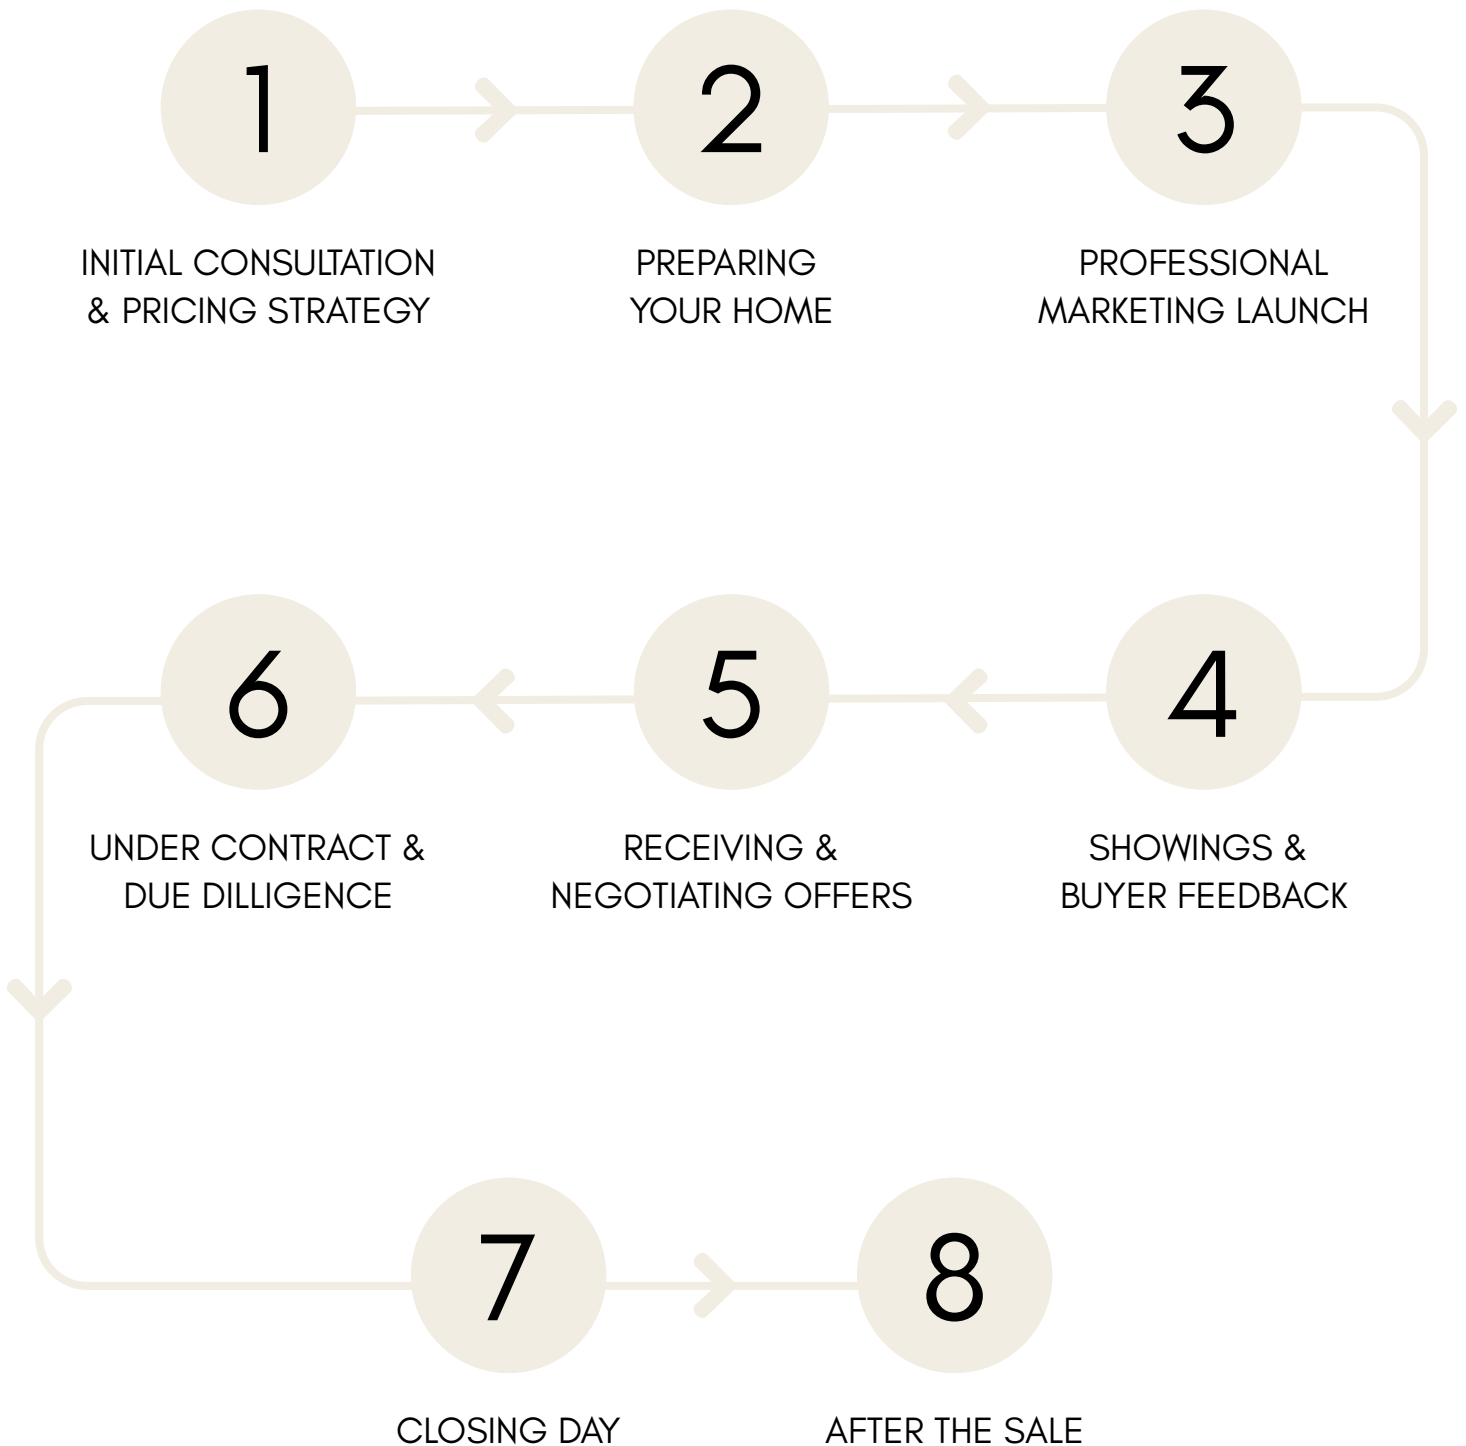 1
INITIAL CONSULTATION
& PRICING STRATEGY
2
PREPARING
YOUR HOME
3
PROFESSIONAL
MARKETING LAUNCH
4
SHOWINGS &
BUYER FEEDBACK
5
RECEIVING &
NEGOTIATING OFFERS
6
UNDER CONTRACT &
DUE DILLIGENCE
7
CLOSING DAY
8
AFTER THE SALE